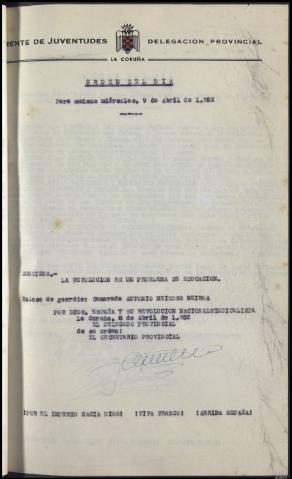 RENTE DE JUVENTUDES DELEGACION PROVINCIAL
LA CORUÑA
ORDEN DEL DIA
Para mañana miércoles, 9 de Abril de 1.952
CONSIGNA.-
LA REVOLUCION ES UN PROBLEMA DE EDUCACION.
Enlace de guardia: Camarada ANTONIO
POR DIOS, ESPAÑA Y SU REVOLUCION NACIONALSINDICALISTA
La Coruña, 8 de Abril de 1.952
EL DELEGADO PROVINCIAL
de su orden:
EL SECRETARIO PROVINCIAL
¡POR EL IMPERIO HACIA DIOS! ¡VIVA FRANCO! ¡ARRIBA ESPAÑA!